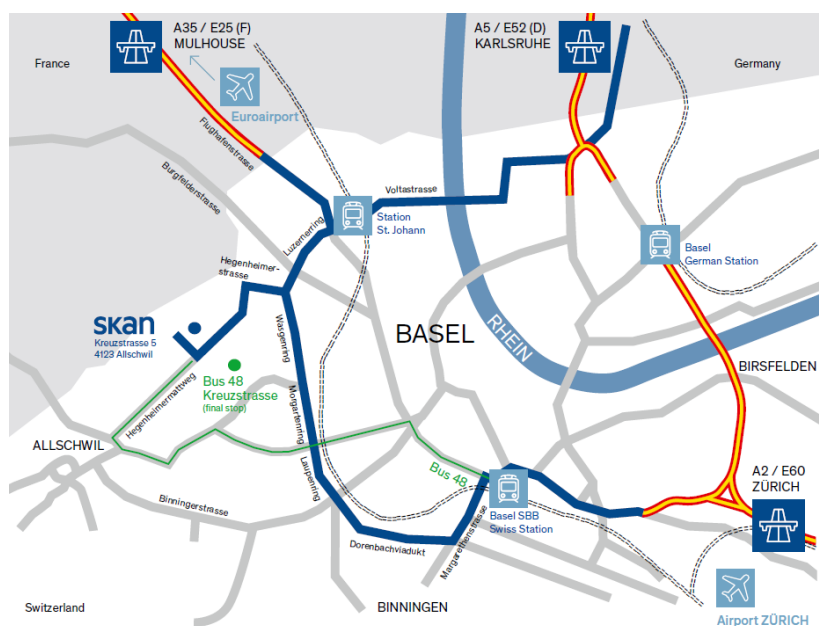 A35 / E25 (F)
MULHOUSE
A5 / E52 (D)
KARLSRUHE
France
Germany
Euroairport
Flughafenstrasse
Burgfelderstrasse
Voltastrasse
Station
St. Johann
Luzernerring
Basel
German Station
Hegenheimer-
strasse
skan
Kreuzstrasse 5
4123 Allschwil
Wasgenring
BASEL
RHEIN
BIRSFELDEN
Bus 48
Kreuzstrasse
(final stop)
Hegenheimermattweg
Morgartenring
ALLSCHWIL
Laupenring
Bus 48
A2 / E60
ZÜRICH
Binningerstrasse
Basel SBB
Swiss Station
Margarethenstrasse
Dorenbachviadukt
Switzerland
BINNINGEN
Airport ZÜRICH